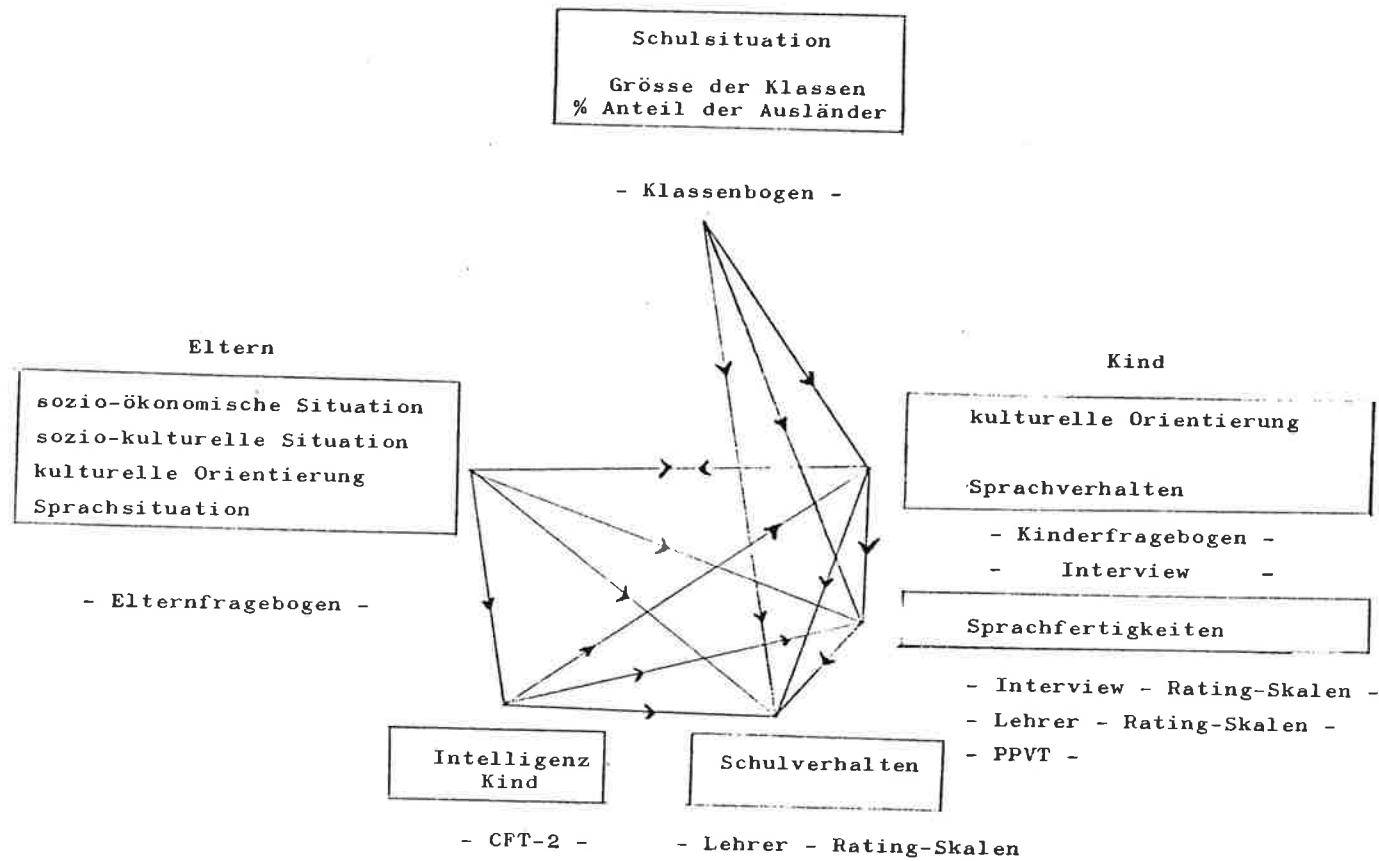 Schulsituation
Grösse der Klassen
% Anteil der Ausländer
- Klassenbogen -
Eltern
sozio-ökonomische Situation
sozio-kulturelle Situation
kulturelle Orientierung
Sprachsituation
- Elternfragebogen -
Kind
kulturelle Orientierung
Sprachverhalten
- Kinderfragebogen -
- Interview -
Sprachfertigkeiten
- Interview - Rating-Skalen -
- Lehrer - Rating-Skalen -
- PPVT -
Intelligenz
Kind
- CFT-2 -
Schulverhalten
- Lehrer - Rating-Skalen